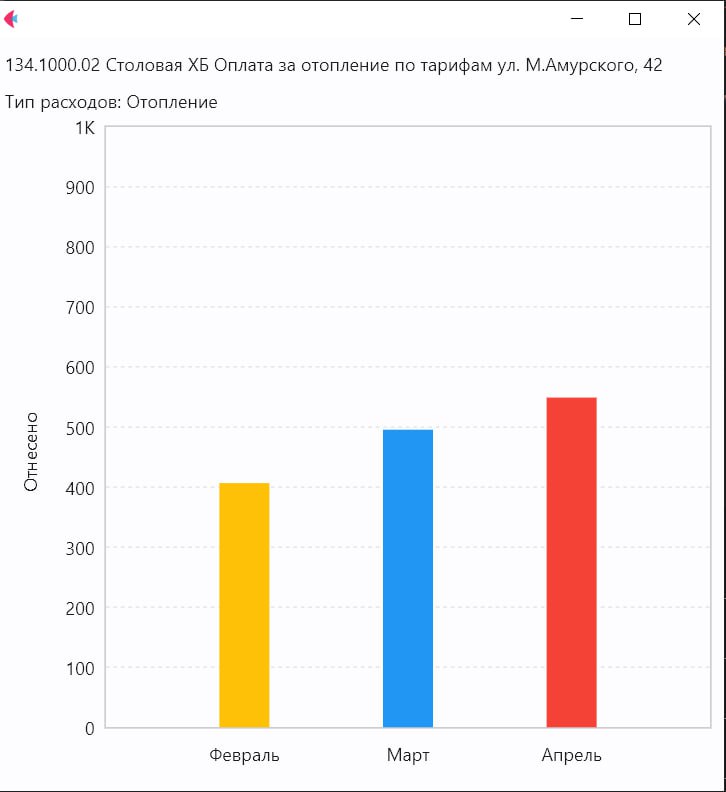 134.1000.02 Столовая ХБ Оплата за отопление по тарифам ул. М.Амурского, 42
Тип расходов: Отопление
1K
900
800
700
600
500
400
300
200
100
0
Отнесено
Февраль Март Апрель